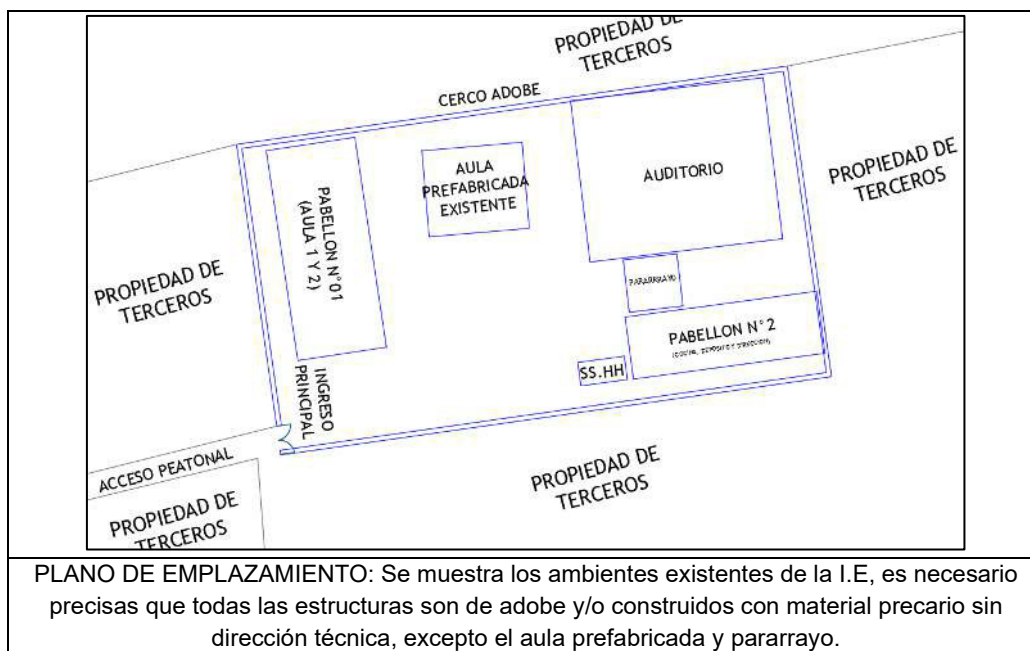 PROPIEDAD DE
TERCEROS
CERCO ADOBE
AULA
PREFABRICADA
EXISTENTE
AUDITORIO
PROPIEDAD DE
TERCEROS
PABELLON N°01
(AULA 1 Y 2)
PROPIEDAD DE
TERCEROS
PARARRAYO
PABELLON N°2
(COCINA, DEPOSITO Y DIRECCION)
SS.HH
INGRESO
PRINCIPAL
ACCESO PEATONAL
PROPIEDAD DE
TERCEROS
PROPIEDAD DE
TERCEROS
PLANO DE EMPLAZAMIENTO: Se muestra los ambientes existentes de la I.E, es necesario
precisas que todas las estructuras son de adobe y/o construidos con material precario sin
dirección técnica, excepto el aula prefabricada y pararrayo.